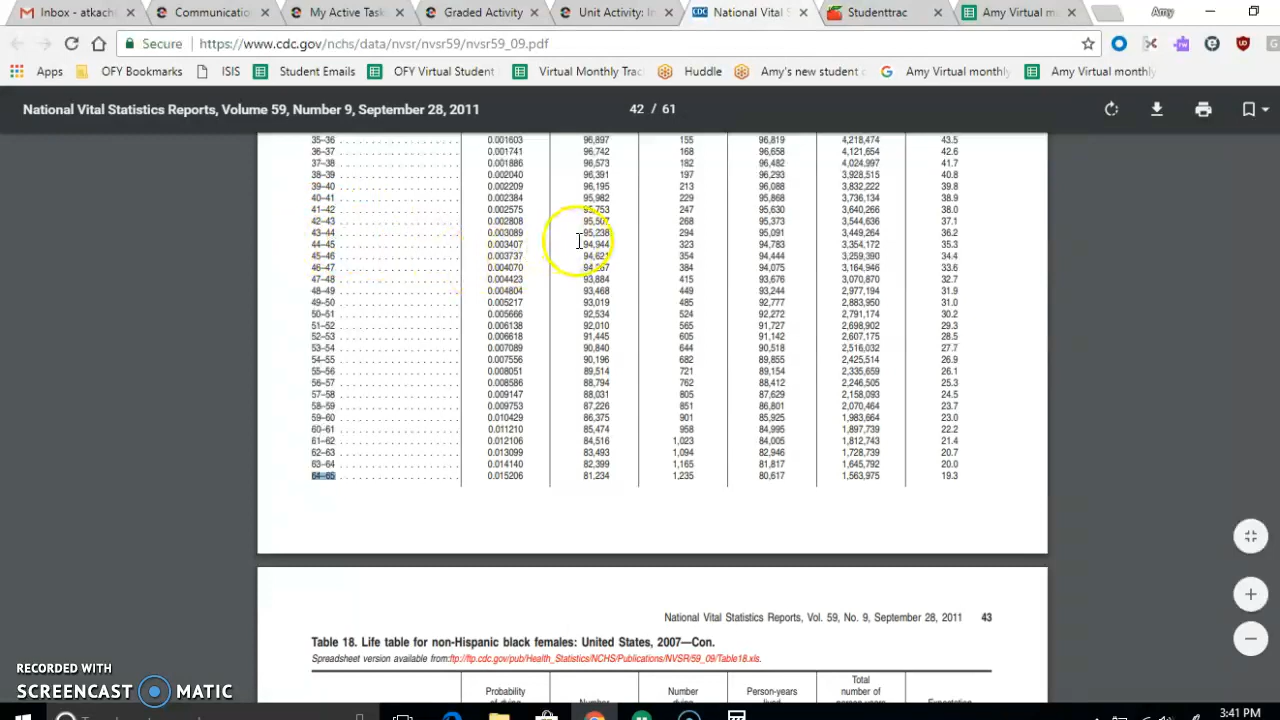 Inbox - atkach
Communicatio
My Active Task
Graded Activity
Unit Activity: In
National Vital S
Studenttrac
Amy Virtual m
Amy
Secure https://www.cdc.gov/nchs/data/nvsr/nvsr59/nvsr59_09.pdf
Apps OFY Bookmarks ISIS Student Emails OFY Virtual Student Virtual Monthly Trac Huddle Amy's new student c Amy Virtual monthly Amy Virtual monthly
National Vital Statistics Reports, Volume 59, Number 9, September 28, 2011 42 / 61
35–36 0.001603 96,897 155 96,819 4,218,474 43.5
36–37 0.001741 96,742 168 96,658 4,121,654 42.6
37–38 0.001886 96,573 182 96,482 4,024,997 41.7
38–39 0.002040 96,391 197 96,293 3,928,515 40.8
39–40 0.002209 96,195 213 96,088 3,832,222 39.8
40–41 0.002384 95,982 229 95,868 3,736,134 38.9
41–42 0.002575 95,753 247 95,630 3,640,266 38.0
42–43 0.002808 95,507 268 95,373 3,544,636 37.1
43–44 0.003089 95,238 294 95,091 3,449,264 36.2
44–45 0.003407 94,944 323 94,783 3,354,172 35.3
45–46 0.003737 94,621 354 94,444 3,259,390 34.4
46–47 0.004070 94,267 384 94,075 3,164,946 33.6
47–48 0.004423 93,884 415 93,676 3,070,870 32.7
48–49 0.004804 93,468 449 93,244 2,977,194 31.9
49–50 0.005217 93,019 485 92,777 2,883,950 31.0
50–51 0.005666 92,534 524 92,272 2,791,174 30.2
51–52 0.006138 92,010 565 91,727 2,698,902 29.3
52–53 0.006618 91,445 605 91,142 2,607,175 28.5
53–54 0.007089 90,840 644 90,518 2,516,032 27.7
54–55 0.007556 90,196 682 89,855 2,425,514 26.9
55–56 0.008051 89,514 721 89,154 2,335,659 26.1
56–57 0.008586 88,794 762 88,412 2,246,505 25.3
57–58 0.009147 88,031 805 87,629 2,158,093 24.5
58–59 0.009753 87,226 851 86,801 2,070,464 23.7
59–60 0.010429 86,375 901 85,925 1,983,664 23.0
60–61 0.011210 85,474 958 84,995 1,897,739 22.2
61–62 0.012106 84,516 1,023 84,005 1,812,743 21.4
62–63 0.013099 83,493 1,094 82,946 1,728,739 20.7
63–64 0.014140 82,399 1,165 81,817 1,645,792 20.0
64–65 0.015206 81,234 1,235 80,617 1,563,975 19.3
National Vital Statistics Reports, Vol. 59, No. 9, September 28, 2011 43
Table 18. Life table for non-Hispanic black females: United States, 2007—Con.
Spreadsheet version available from:ftp://ftp.cdc.gov/pub/Health_Statistics/NCHS/Publications/NVSR/59_09/Table18.xls.
Total
Probability Number Person-years number of
Number dying lived Expectation
RECORDED WITH
SCREENCAST MATIC
3:41 PM